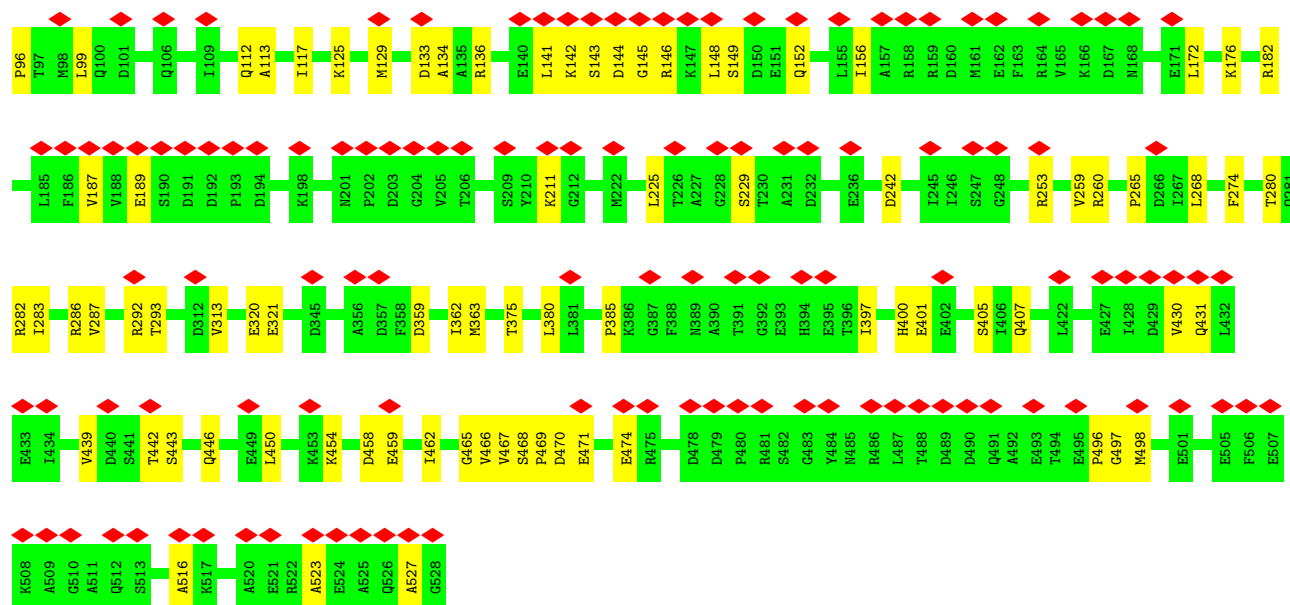 P96 T97 M98 L99 Q100 D101 Q106 I109 Q112 A113 I117 K125 M129 D133 A134 A135 R136 E140 L141 K142 S143 D144 G145 R146 K147 L148 S149 D150 E151 Q152 L155 I156 A157 R158 R159 D160 M161 E162 F163 R164 V165 K166 D167 N168 E171 L172 K176 R182
L185 F186 V187 V188 E189 S190 D191 D192 P193 D194 K198 N201 P202 D203 G204 V205 T206 S209 Y210 K211 G212 M222 L225 T226 A227 G228 S229 T230 A231 D232 E236 D242 I245 I246 S247 G248 R253 V259 R260 P265 D266 I267 L268 F274 T280
R282 I283 R286 V287 R292 T293 D312 V313 E320 E321 D345 A356 D357 F358 D359 I362 M363 T375 L380 L381 P385 K386 G387 F388 N389 A390 T391 G392 E393 H394 E395 T396 I397 H400 E401 E402 S405 I406 Q407 L422 E427 I428 D429 V430 Q431 L432
E433 I434 V439 D440 S441 T442 S443 Q446 E449 L450 K453 K454 D458 E459 I462 G465 V466 V467 S468 P469 D470 E471 E474 R475 D478 D479 P480 R481 S482 G483 Y484 N485 R486 L487 T488 D489 D490 Q491 A492 E493 T494 E495 P496 G497 M498 E501 E505 F506 E507
K508 A509 G510 A511 Q512 S513 A516 K517 A520 E521 R522 A523 E524 A525 Q526 A527 G528